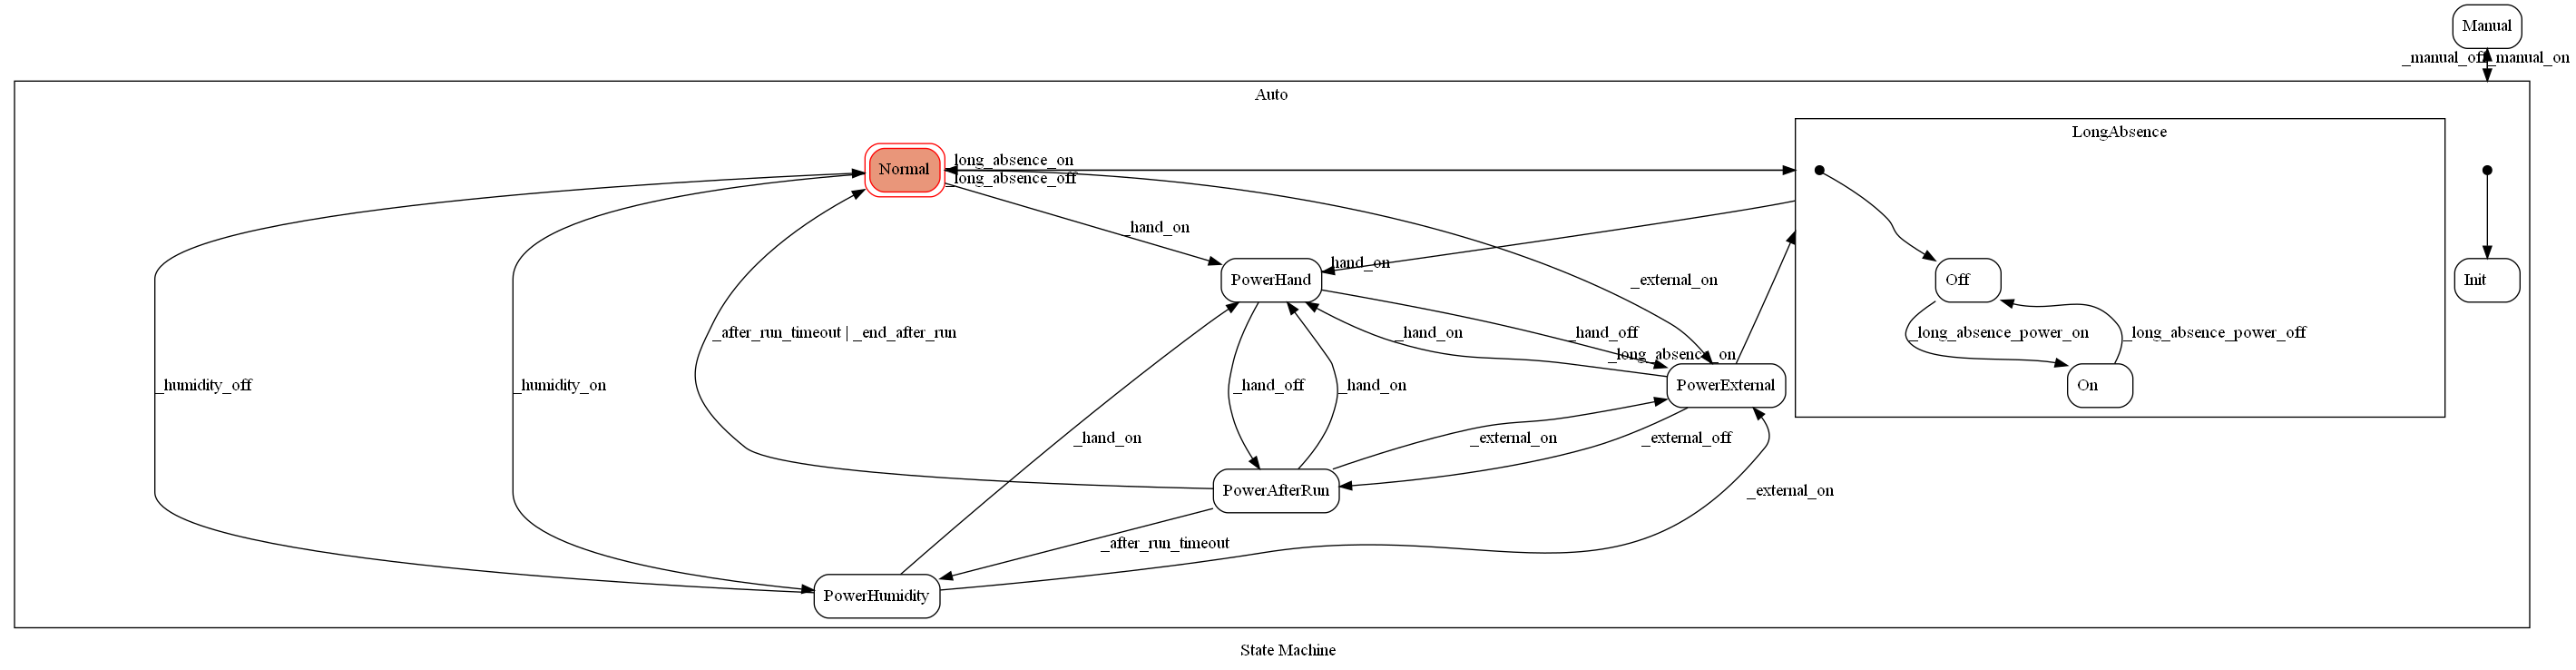 Manual
_manual_off
_manual_on
Auto
LongAbsence
Normal
_long_absence_on
_long_absence_off
_hand_on
_hand_on
PowerHand
_external_on
Off
Init
_after_run_timeout | _end_after_run
_hand_on
_hand_off
_long_absence_power_on
_long_absence_power_off
_long_absence_on
_humidity_off
_humidity_on
_hand_off
_hand_on
PowerExternal
On
_hand_on
_external_on
_external_off
PowerAfterRun
_external_on
_after_run_timeout
PowerHumidity
State Machine